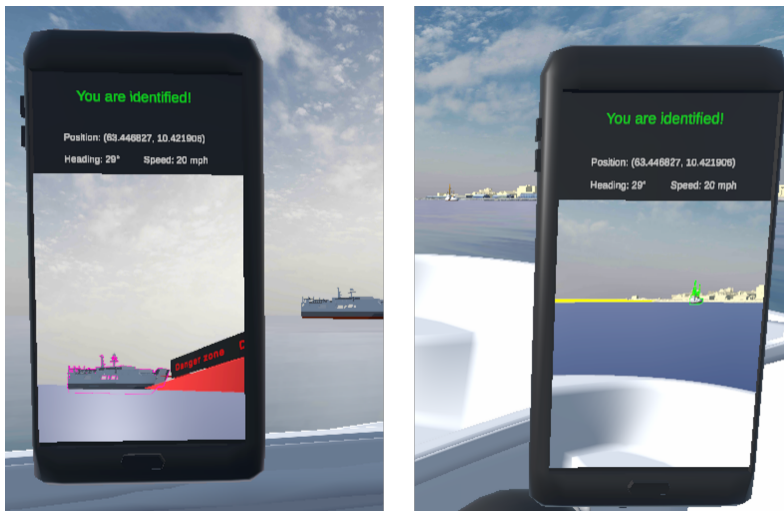 You are identified!
Position: (63.446827, 10.421906)
Heading: 29° Speed: 20 mph
Danger zone
You are identified!
Position: (63.446827, 10.421906)
Heading: 29° Speed: 20 mph